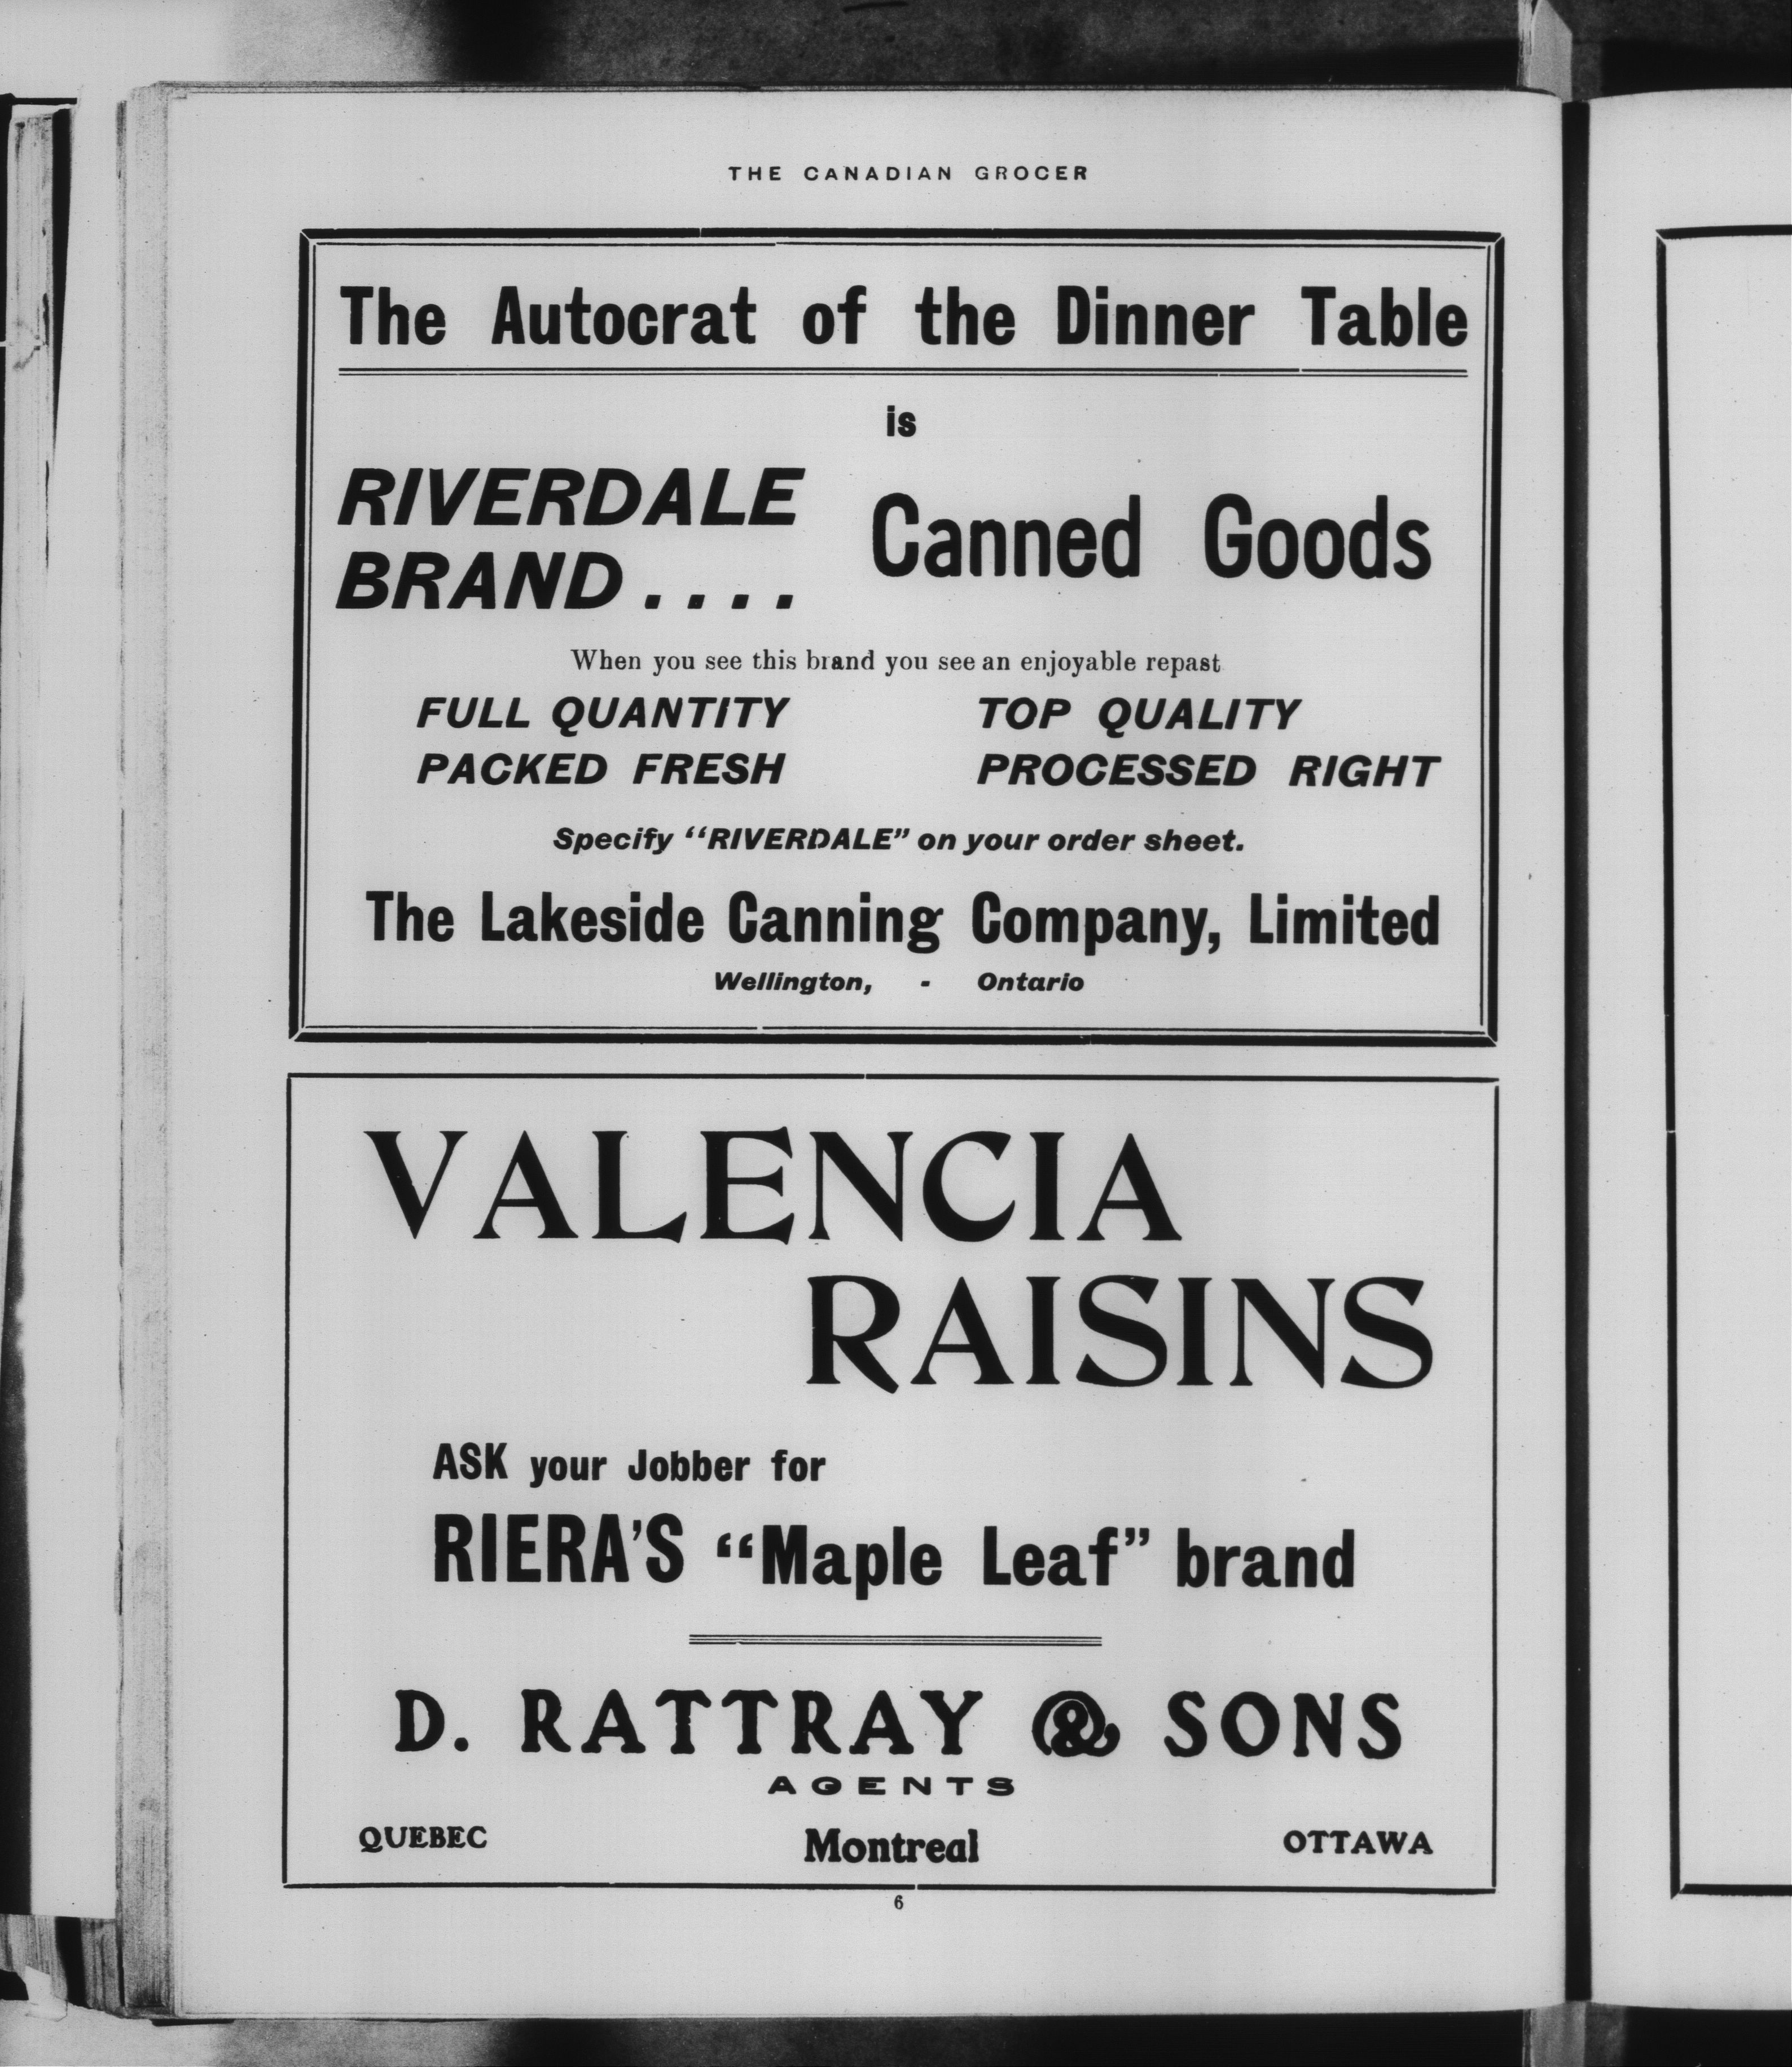 THE CANADIAN GROCER
The Autocrat of the Dinner Table
is
RIVERDALE
BRAND....
Canned Goods
When you see this brand you see an enjoyable repast
FULL QUANTITY TOP QUALITY
PACKED FRESH PROCESSED RIGHT
Specify "RIVERDALE" on your order sheet.
The Lakeside Canning Company, Limited
Wellington, - Ontario
VALENCIA
RAISINS
ASK your Jobber for
RIERA'S "Maple Leaf" brand
D. RATTRAY & SONS
AGENTS
QUEBEC Montreal OTTAWA
6